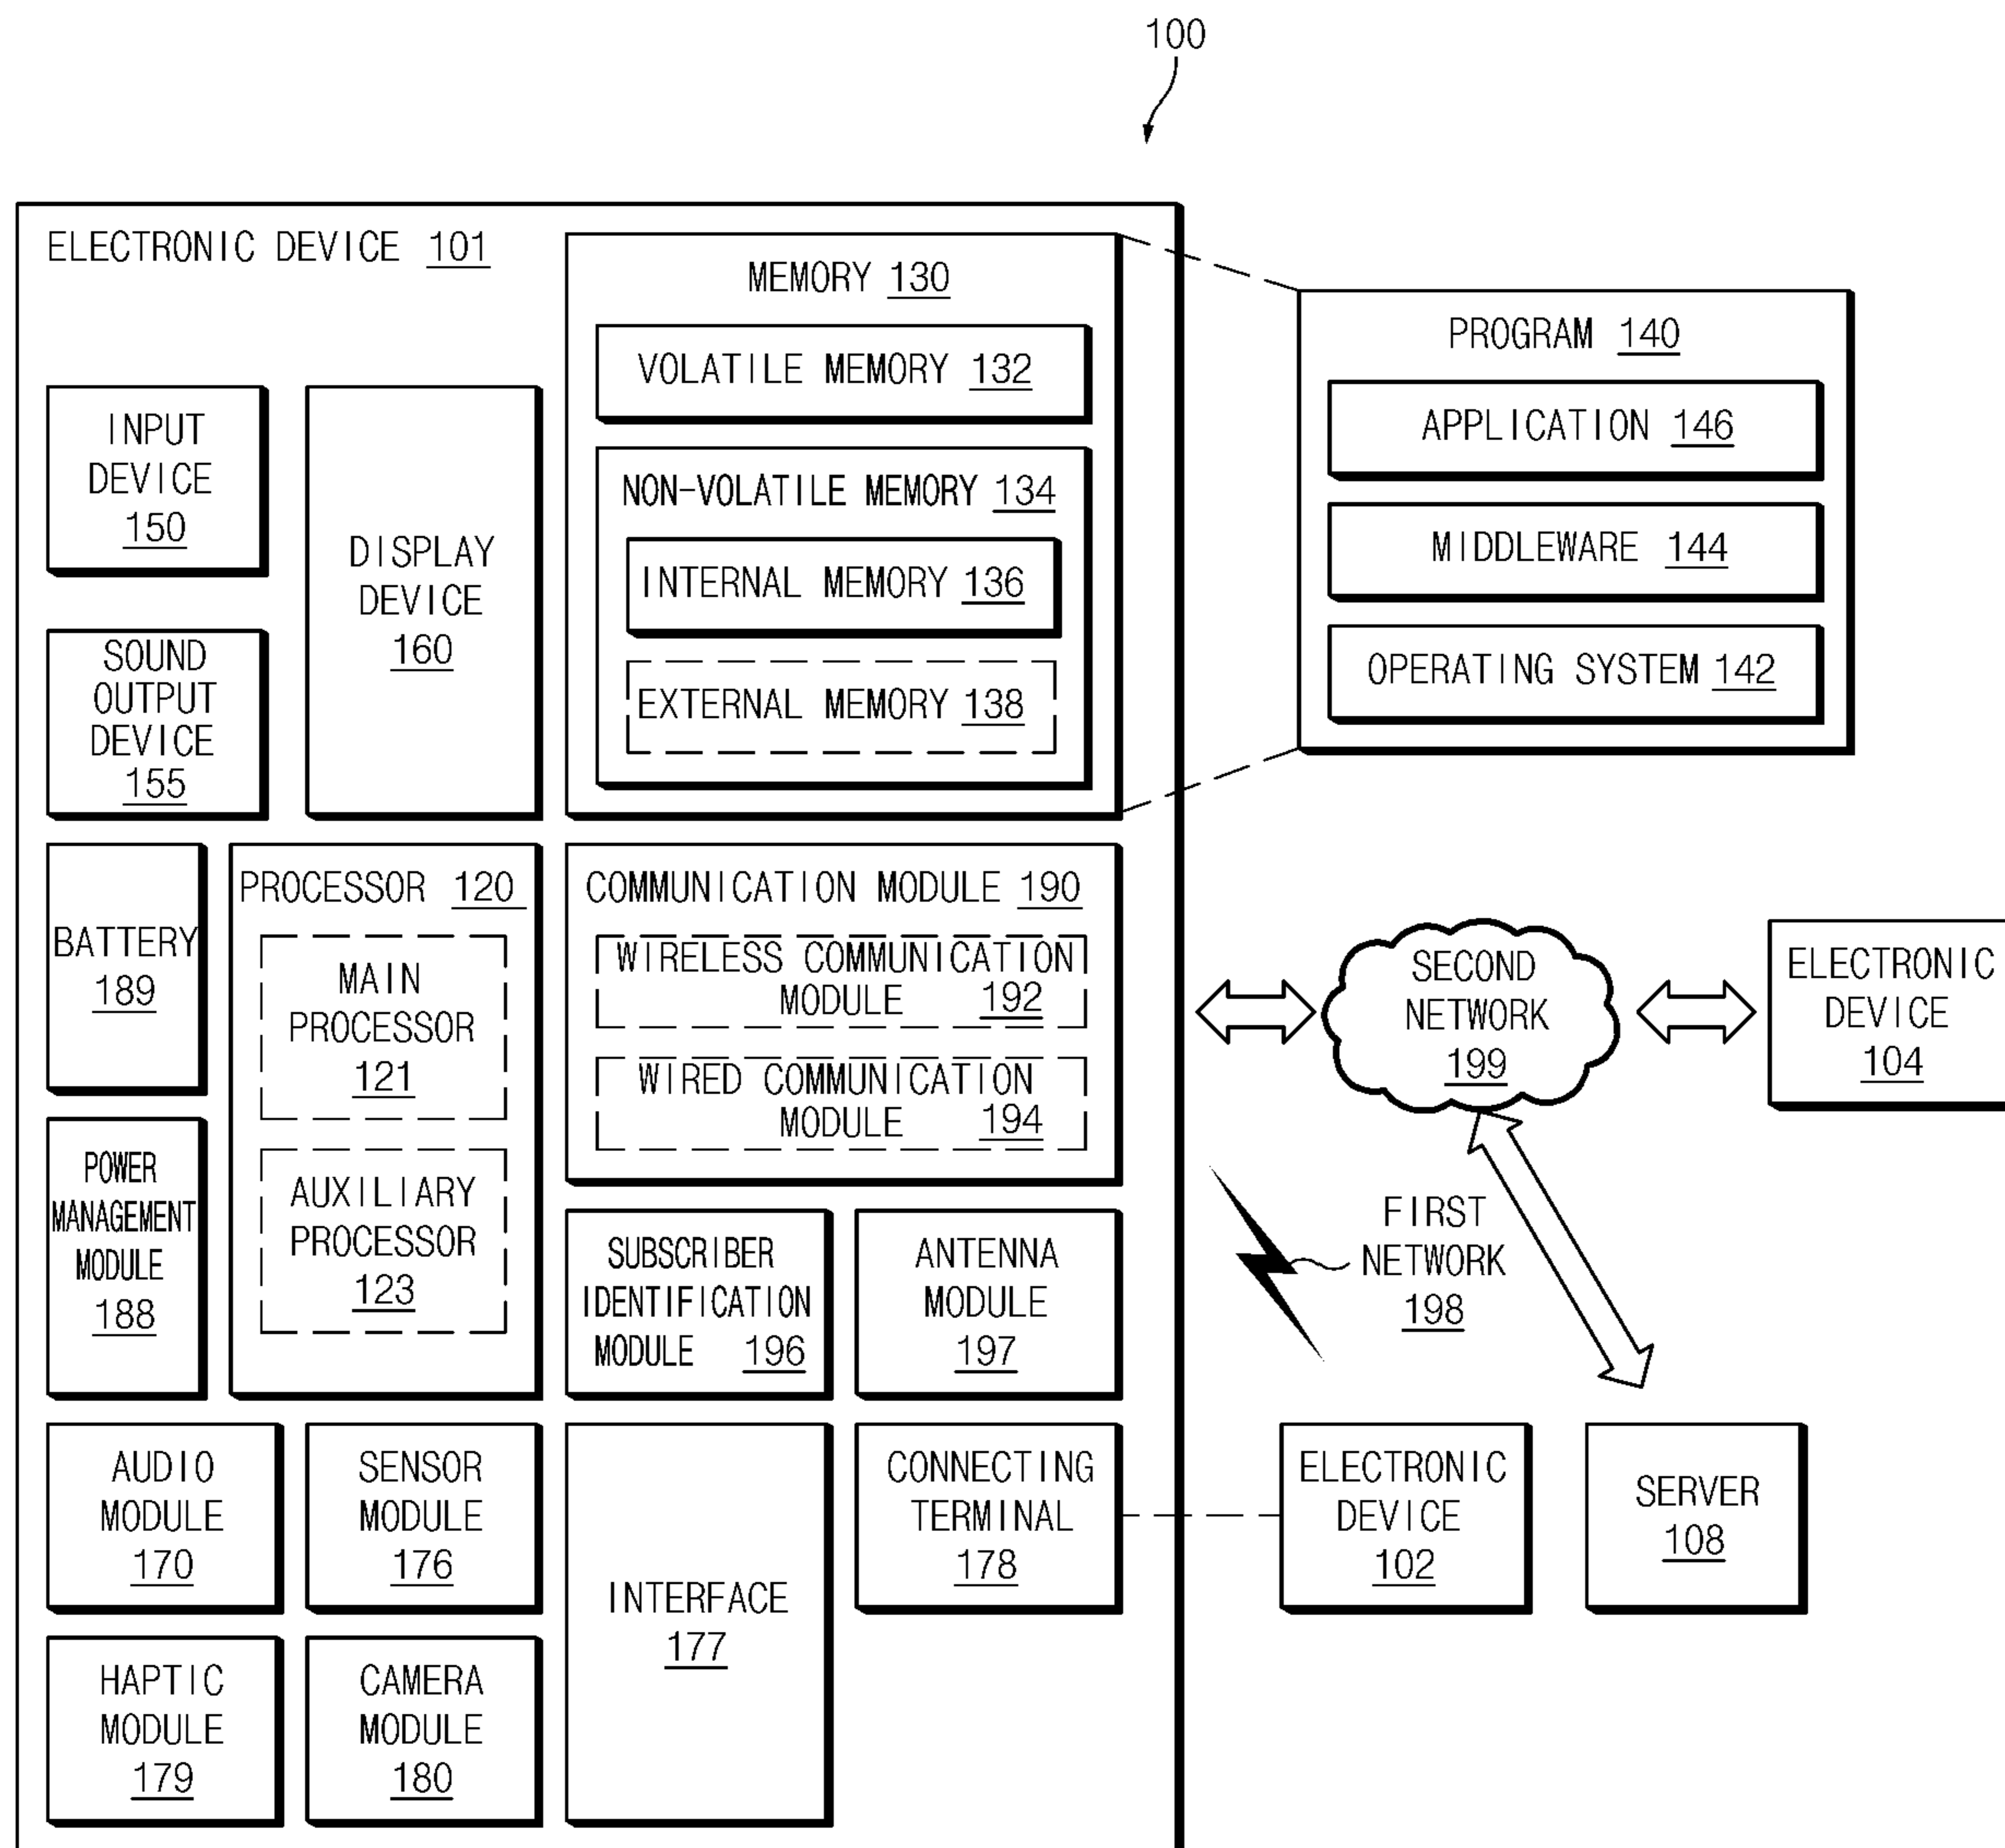 100
ELECTRONIC DEVICE 101
MEMORY 130
VOLATILE MEMORY 132
NON-VOLATILE MEMORY 134
INTERNAL MEMORY 136
EXTERNAL MEMORY 138
PROGRAM 140
APPLICATION 146
MIDDLEWARE 144
OPERATING SYSTEM 142
INPUT
DEVICE
150
SOUND
OUTPUT
DEVICE
155
DISPLAY
DEVICE
160
BATTERY
189
POWER
MANAGEMENT
MODULE
188
PROCESSOR 120
MAIN
PROCESSOR
121
AUXILIARY
PROCESSOR
123
COMMUNICATION MODULE 190
WIRELESS COMMUNICATION
MODULE 192
WIRED COMMUNICATION
MODULE 194
SUBSCRIBER
IDENTIFICATION
MODULE 196
ANTENNA
MODULE
197
SECOND
NETWORK
199
ELECTRONIC
DEVICE
104
FIRST
NETWORK
198
AUDIO
MODULE
170
SENSOR
MODULE
176
INTERFACE
177
CONNECTING
TERMINAL
178
ELECTRONIC
DEVICE
102
SERVER
108
HAPTIC
MODULE
179
CAMERA
MODULE
180